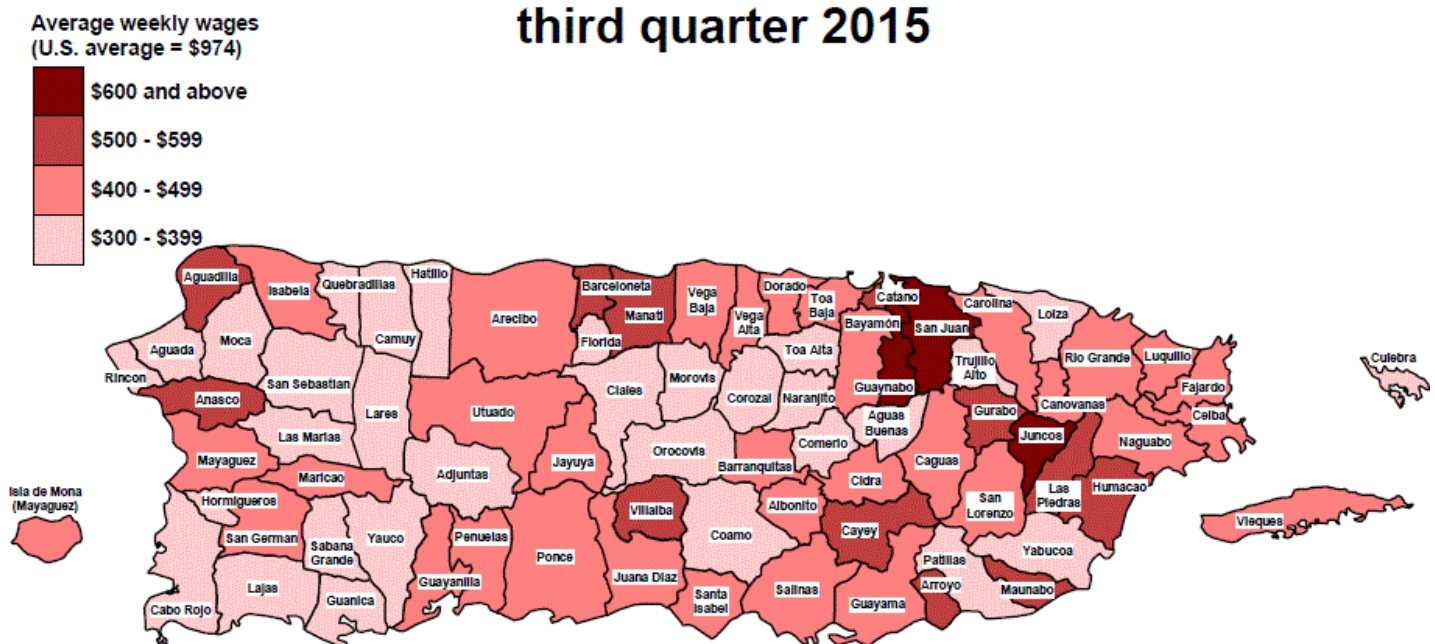 third quarter 2015
Average weekly wages
(U.S. average = $974)
$600 and above
$500 - $599
$400 - $499
$300 - $399
Aguadilla
Isabela
Quebradillas
Hatillo
Camuy
Arecibo
Barceloneta
Manati
Florida
Vega
Baja
Vega
Alta
Dorado
Toa
Baja
Toa Alta
Catano
Bayamón
San Juan
Carolina
Loiza
Trujillo
Alto
Rio Grande
Luquillo
Fajardo
Ceiba
Culebra
Moca
Aguada
Rincon
Anasco
San Sebastian
Lares
Las Marias
Utuado
Ciales
Morovis
Corozal
Naranjito
Guaynabo
Aguas
Buenas
Gurabo
Canovanas
Juncos
Naguabo
Mayaguez
Maricao
Adjuntas
Jayuya
Orocovis
Barranquitas
Comerio
Cidra
Caguas
San
Lorenzo
Las
Piedras
Humacao
Isla de Mona
(Mayaguez)
Hormigueros
San German
Sabana
Grande
Yauco
Guayanilla
Penuelas
Ponce
Villalba
Juana Diaz
Coamo
Aibonito
Cayey
Salinas
Santa
Isabel
Guayama
Patillas
Arroyo
Maunabo
Yabucoa
Vieques
Cabo Rojo
Lajas
Guanica